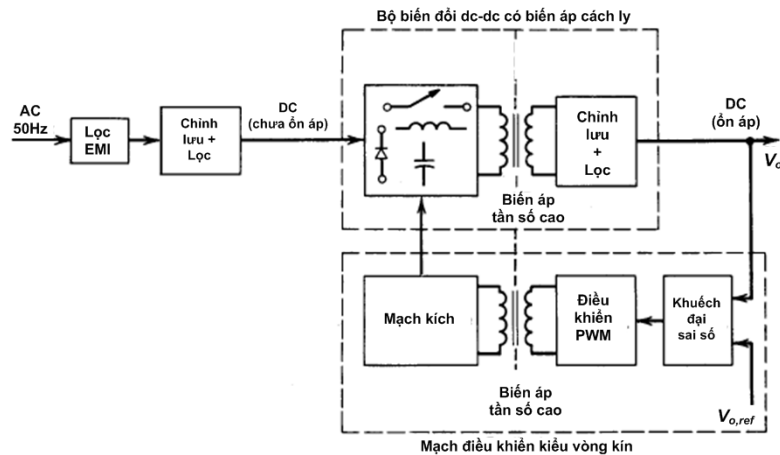 Bộ biến đổi dc-dc có biến áp cách ly
AC
50Hz
Lọc
EMI
Chỉnh
lưu +
Lọc
DC
(chưa ổn áp)
Chỉnh
lưu
+
Lọc
DC
(ổn áp)
Vo
Biến áp
tần số cao
Mạch kích
Điều
khiển
PWM
Khuếch
đại
sai số
Biến áp
tần số cao
Vo,ref
Mạch điều khiển kiểu vòng kín